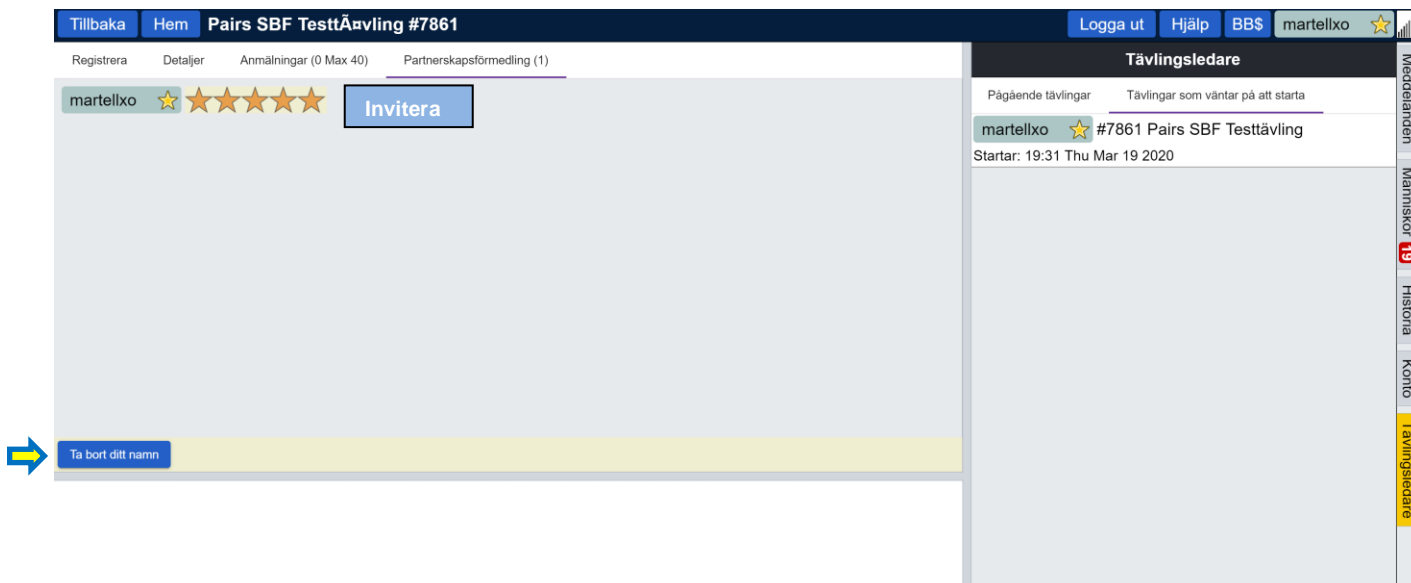 Tillbaka Hem Pairs SBF TesttÃ¤vling #7861 Logga ut Hjälp BB$ martellxo
Registrera Detaljer Anmälningar (0 Max 40) Partnerskapsförmedling (1)
martellxo Invitera
Ta bort ditt namn
Tävlingsledare
Pågående tävlingar Tävlingar som väntar på att starta
martellxo #7861 Pairs SBF Testtävling
Startar: 19:31 Thu Mar 19 2020
Meddelanden
Människor 19
Historia
Konto
Tävlingsledare